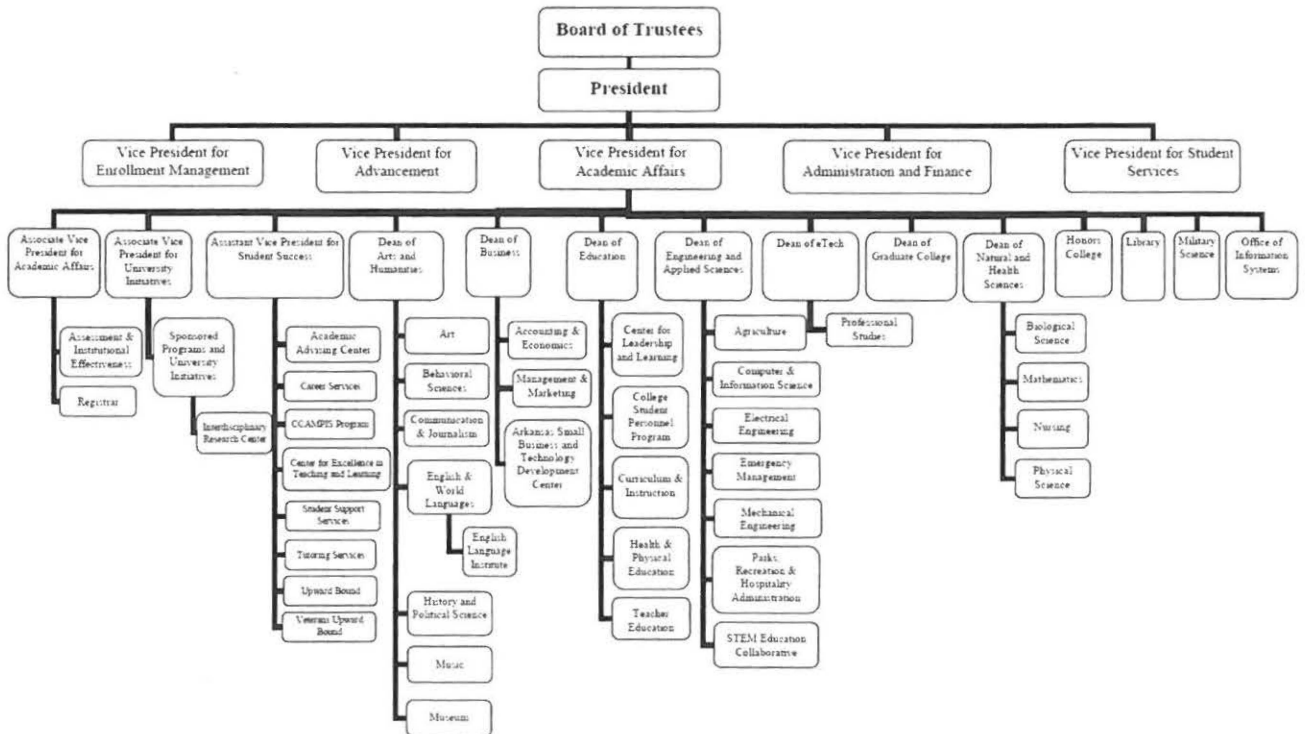 Board of Trustees
President
Vice President for
Enrollment Management
Vice President for
Advancement
Vice President for
Academic Affairs
Vice President for
Administration and Finance
Vice President for Student
Services
Associate Vice
President for
Academic Affairs
Associate Vice
President for
University
Initiatives
Assistant Vice President for
Student Success
Dean of
Arts and
Humanities
Dean of
Business
Dean of
Education
Dean of
Engineering and
Applied Sciences
Dean of eTech
Dean of
Graduate College
Dean of
Natural and
Health
Sciences
Honors
College
Library
Military
Science
Office of
Information
Systems
Assessment &
Institutional
Effectiveness
Registrar
Sponsored
Programs and
University
Initiatives
Interdisciplinary
Research Center
Academic
Advising Center
Career Services
CCAMPIS Program
Center for Excellence in
Teaching and Learning
Student Support
Services
Tutoring Services
Upward Bound
Veterans Upward
Bound
Art
Behavioral
Sciences
Communication
& Journalism
English &
World
Languages
English
Language
Institute
History and
Political Science
Music
Museum
Accounting &
Economics
Management &
Marketing
Arkansas Small
Business and
Technology
Development
Center
Center for
Leadership
and Learning
College
Student
Personnel
Program
Curriculum &
Instruction
Health &
Physical
Education
Teacher
Education
Agriculture
Computer &
Information Science
Electrical
Engineering
Emergency
Management
Mechanical
Engineering
Parks,
Recreation &
Hospitality
Administration
STEM Education
Collaborative
Professional
Studies
Biological
Science
Mathematics
Nursing
Physical
Science